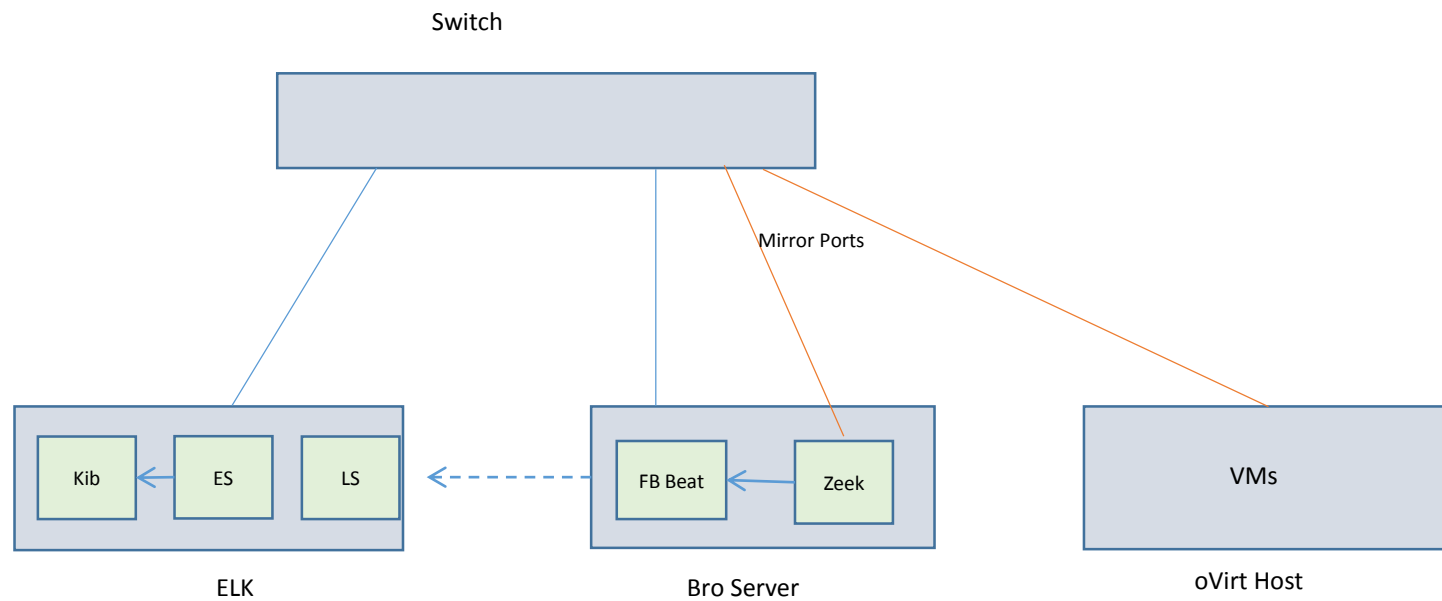 Switch
Mirror Ports
Kib
ES
LS
FB Beat
Zeek
VMs
ELK
Bro Server
oVirt Host